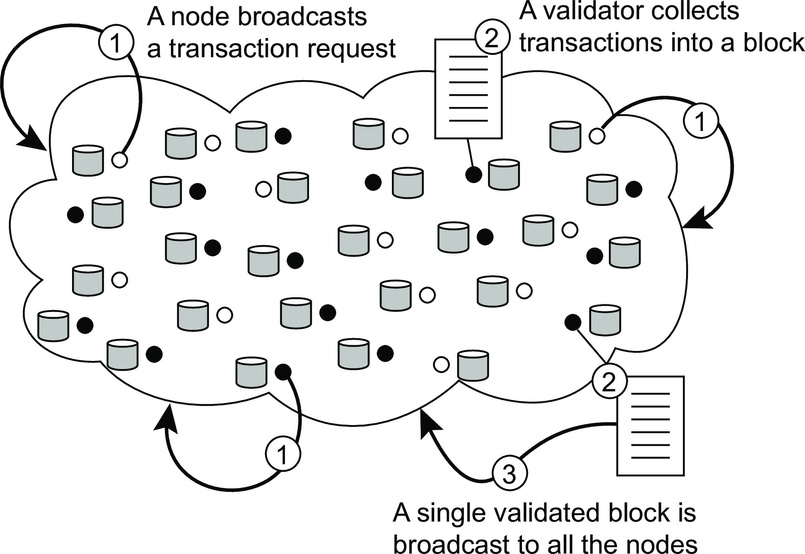 A node broadcasts
a transaction request
1
A validator collects
transactions into a block
2
1
2
1
3
A single validated block is
broadcast to all the nodes